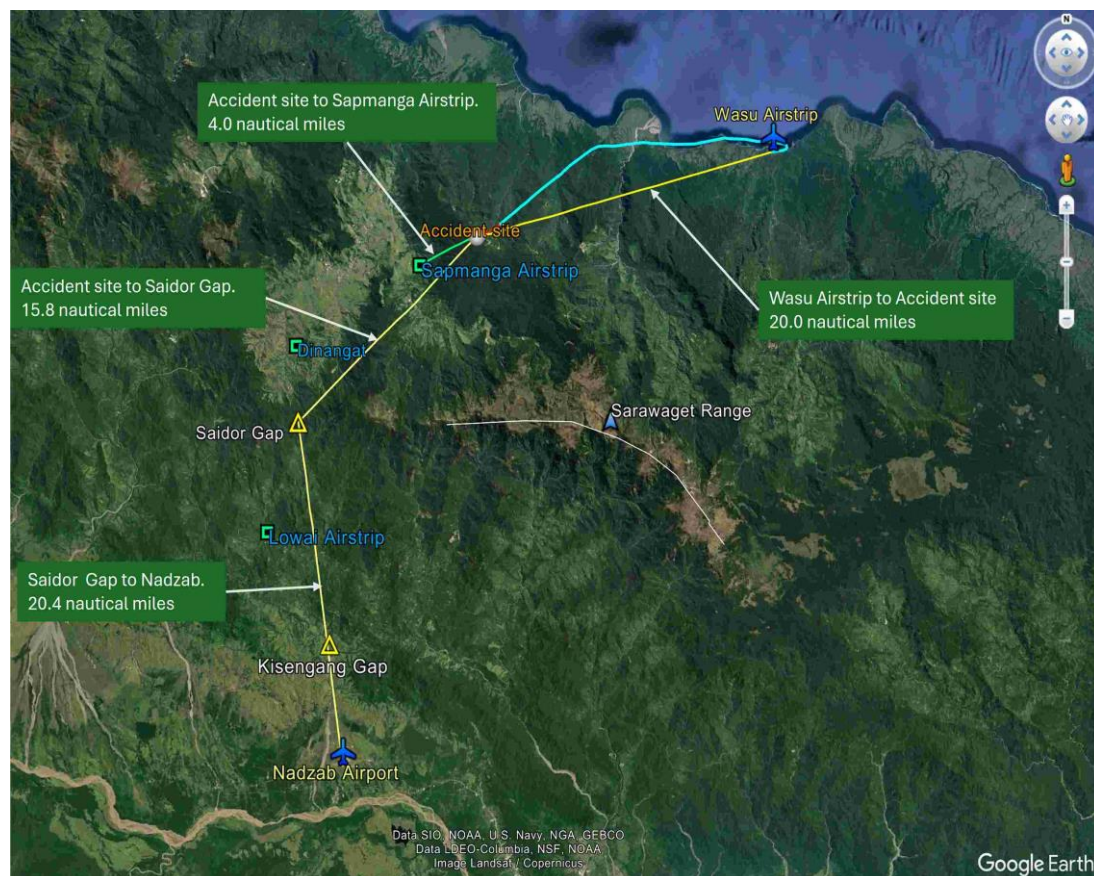 N
Accident site to Sapmanga Airstrip.
4.0 nautical miles
Wasu Airstrip
Accident site
Sapmanga Airstrip
Accident site to Saidor Gap.
15.8 nautical miles
Wasu Airstrip to Accident site
20.0 nautical miles
Dinangat
Sarawaget Range
Saidor Gap
Lowai Airstrip
Saidor  Gap to Nadzab.
20.4 nautical miles
Kisengang Gap
Nadzab Airport
Data SIO, NOAA, U.S. Navy, NGA, GEBCO
Data LDEO-Columbia, NSF, NOAA
Image Landsat / Copernicus
Google Earth